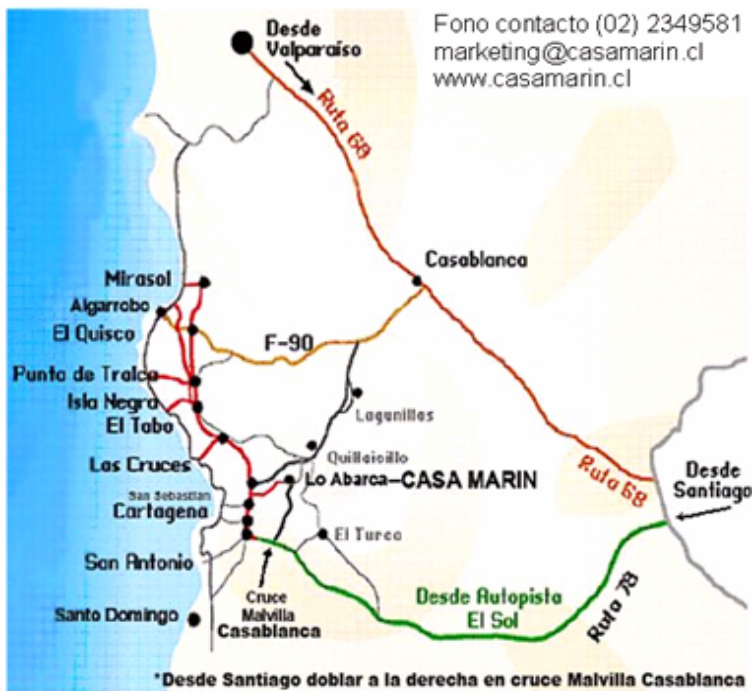 Fono contacto (02) 2349581
marketing@casamarin.cl
www.casamarin.cl
Desde
Valparaíso
Ruta 68
Casablanca
Mirasol
Algarrobo
El Quisco
F-90
Punta de Tralca
Isla Negra
El Tabo
Lagunillas
Las Cruces
Quillaicillo
Ruta 68
Desde
Santiago
Lo Abarca-CASA MARIN
San Sebastian
Cartagena
El Turco
San Antonio
Cruce
Malvilla
Casablanca
Desde Autopista
El Sol
Ruta 78
Santo Domingo
*Desde Santiago doblar a la derecha en cruce Malvilla Casablanca